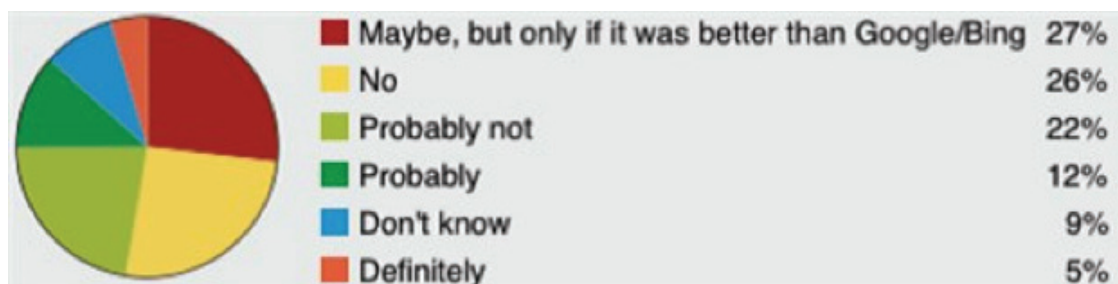 Maybe, but only if it was better than Google/Bing 27%
No 26%
Probably not 22%
Probably 12%
Don't know 9%
Definitely 5%